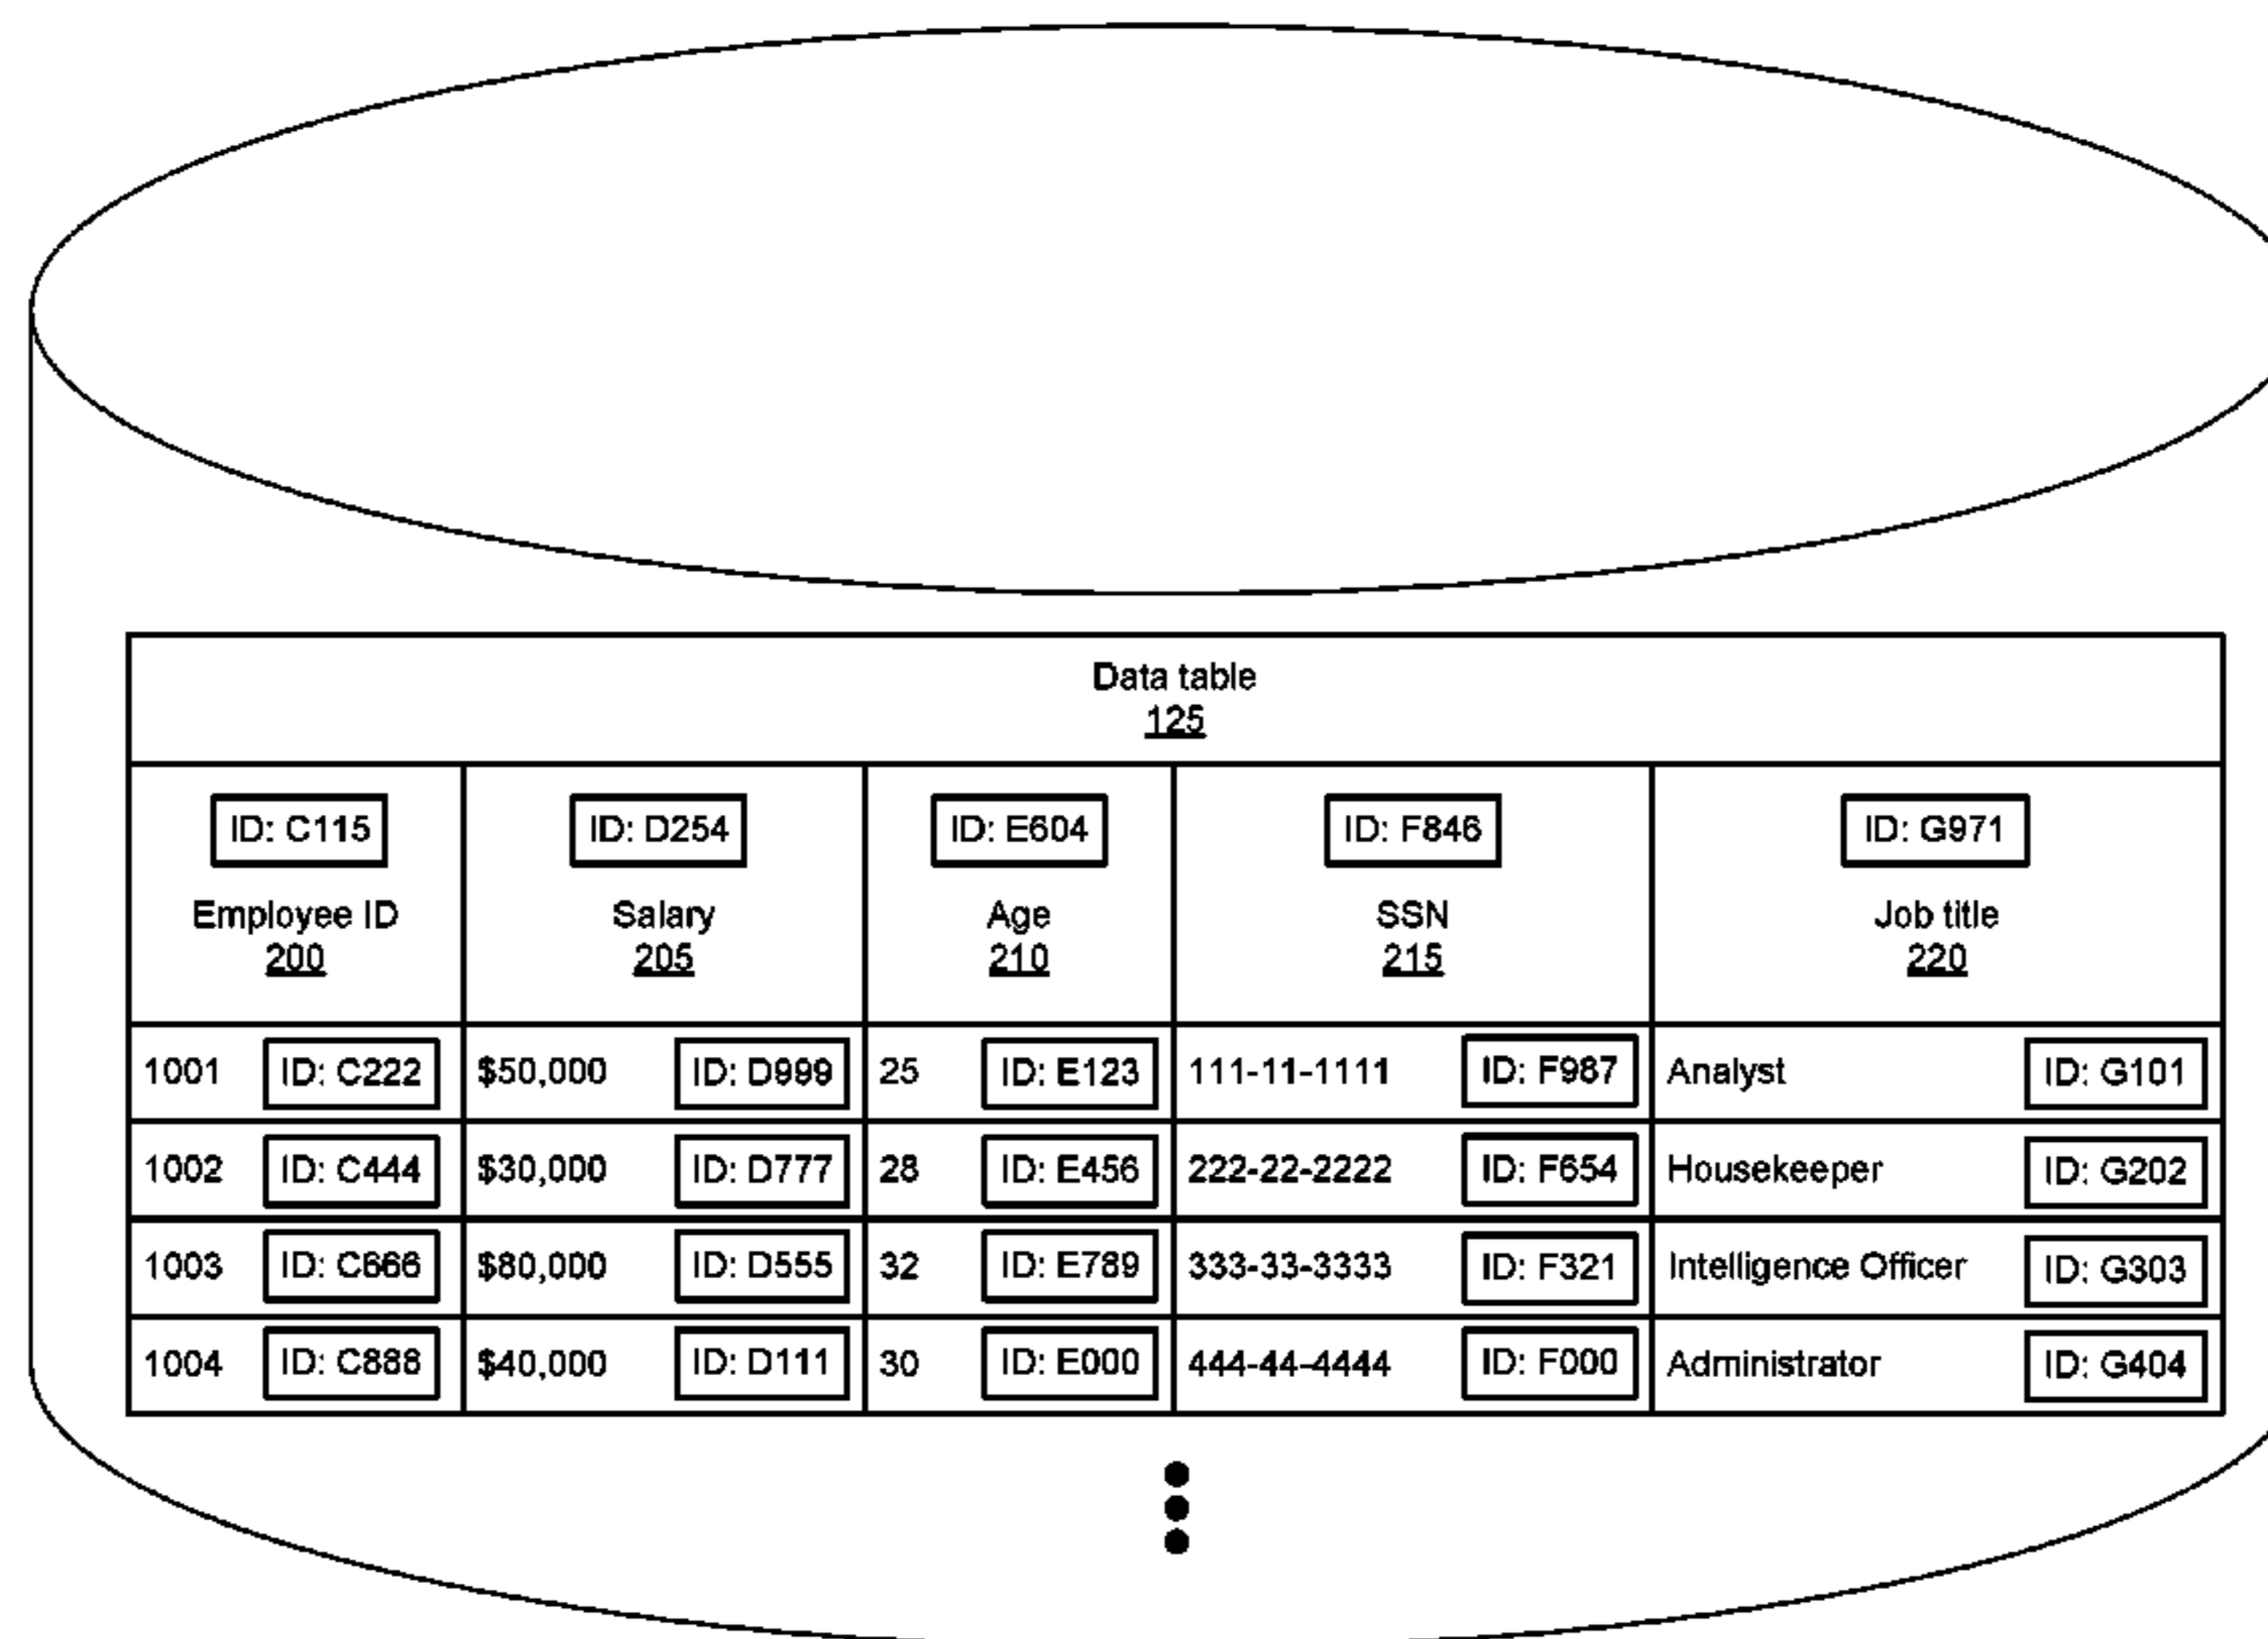 Data table
125
ID: C115 ID: D254 ID: E604 ID: F846 ID: G971
Employee ID Salary Age SSN Job title
200 205 210 215 220
1001 ID: C222 $50,000 ID: D999 25 ID: E123 111-11-1111 ID: F987 Analyst ID: G101
1002 ID: C444 $30,000 ID: D777 28 ID: E456 222-22-2222 ID: F654 Housekeeper ID: G202
1003 ID: C666 $80,000 ID: D555 32 ID: E789 333-33-3333 ID: F321 Intelligence Officer ID: G303
1004 ID: C888 $40,000 ID: D111 30 ID: E000 444-44-4444 ID: F000 Administrator ID: G404